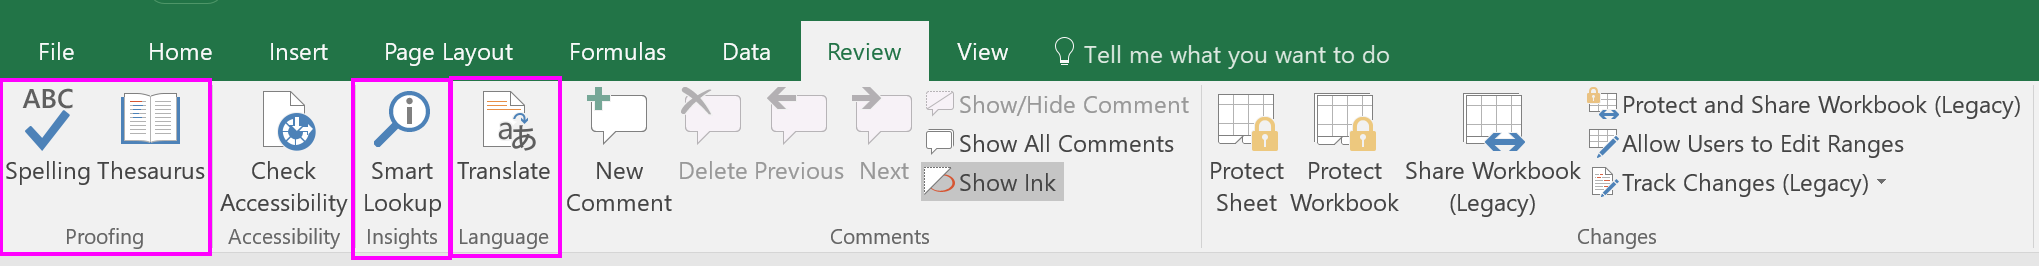 File Home Insert Page Layout Formulas Data Review View Tell me what you want to do
ABC
Spelling
Thesaurus
Proofing
Check
Accessibility
Accessibility
Smart
Lookup
Insights
aあ
Translate
Language
New
Comment
Delete
Previous
Next
Show/Hide Comment
Show All Comments
Show Ink
Comments
Protect
Sheet
Protect
Workbook
Share Workbook
(Legacy)
Protect and Share Workbook (Legacy)
Allow Users to Edit Ranges
Track Changes (Legacy)
Changes